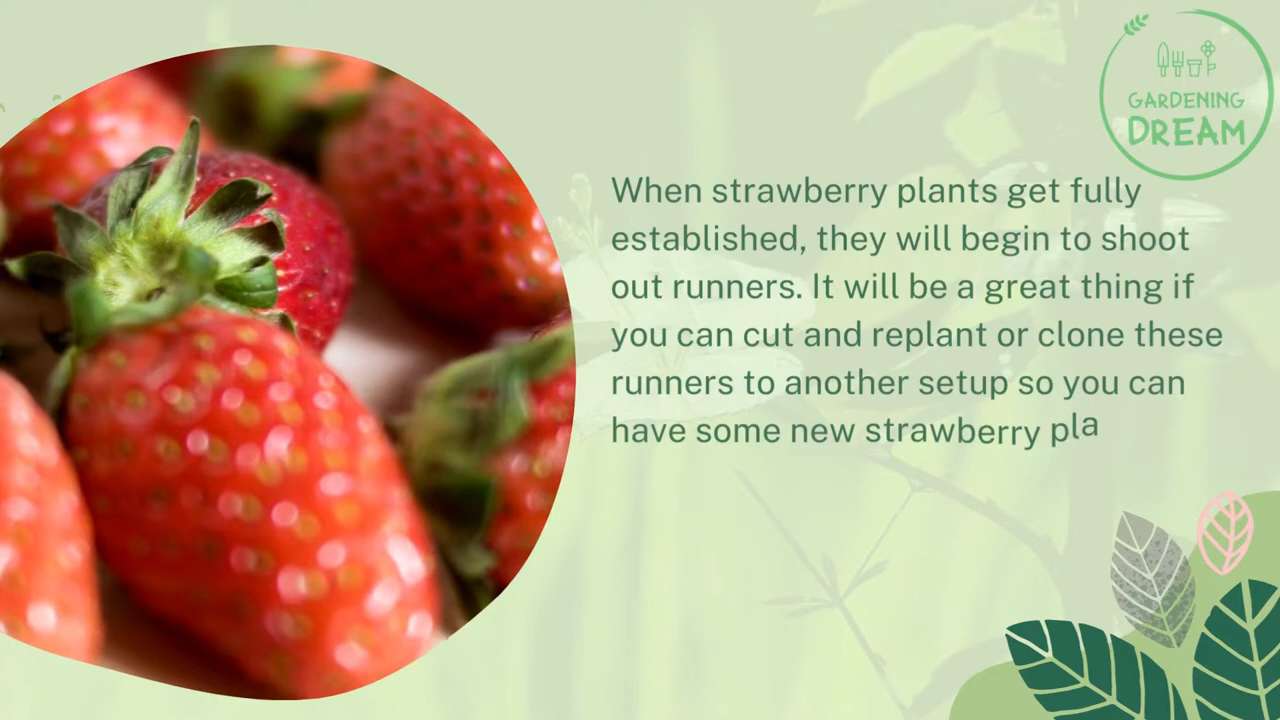 GARDENING
DREAM
When strawberry plants get fully
established, they will begin to shoot
out runners. It will be a great thing if
you can cut and replant or clone these
runners to another setup so you can
have some new strawberry pla